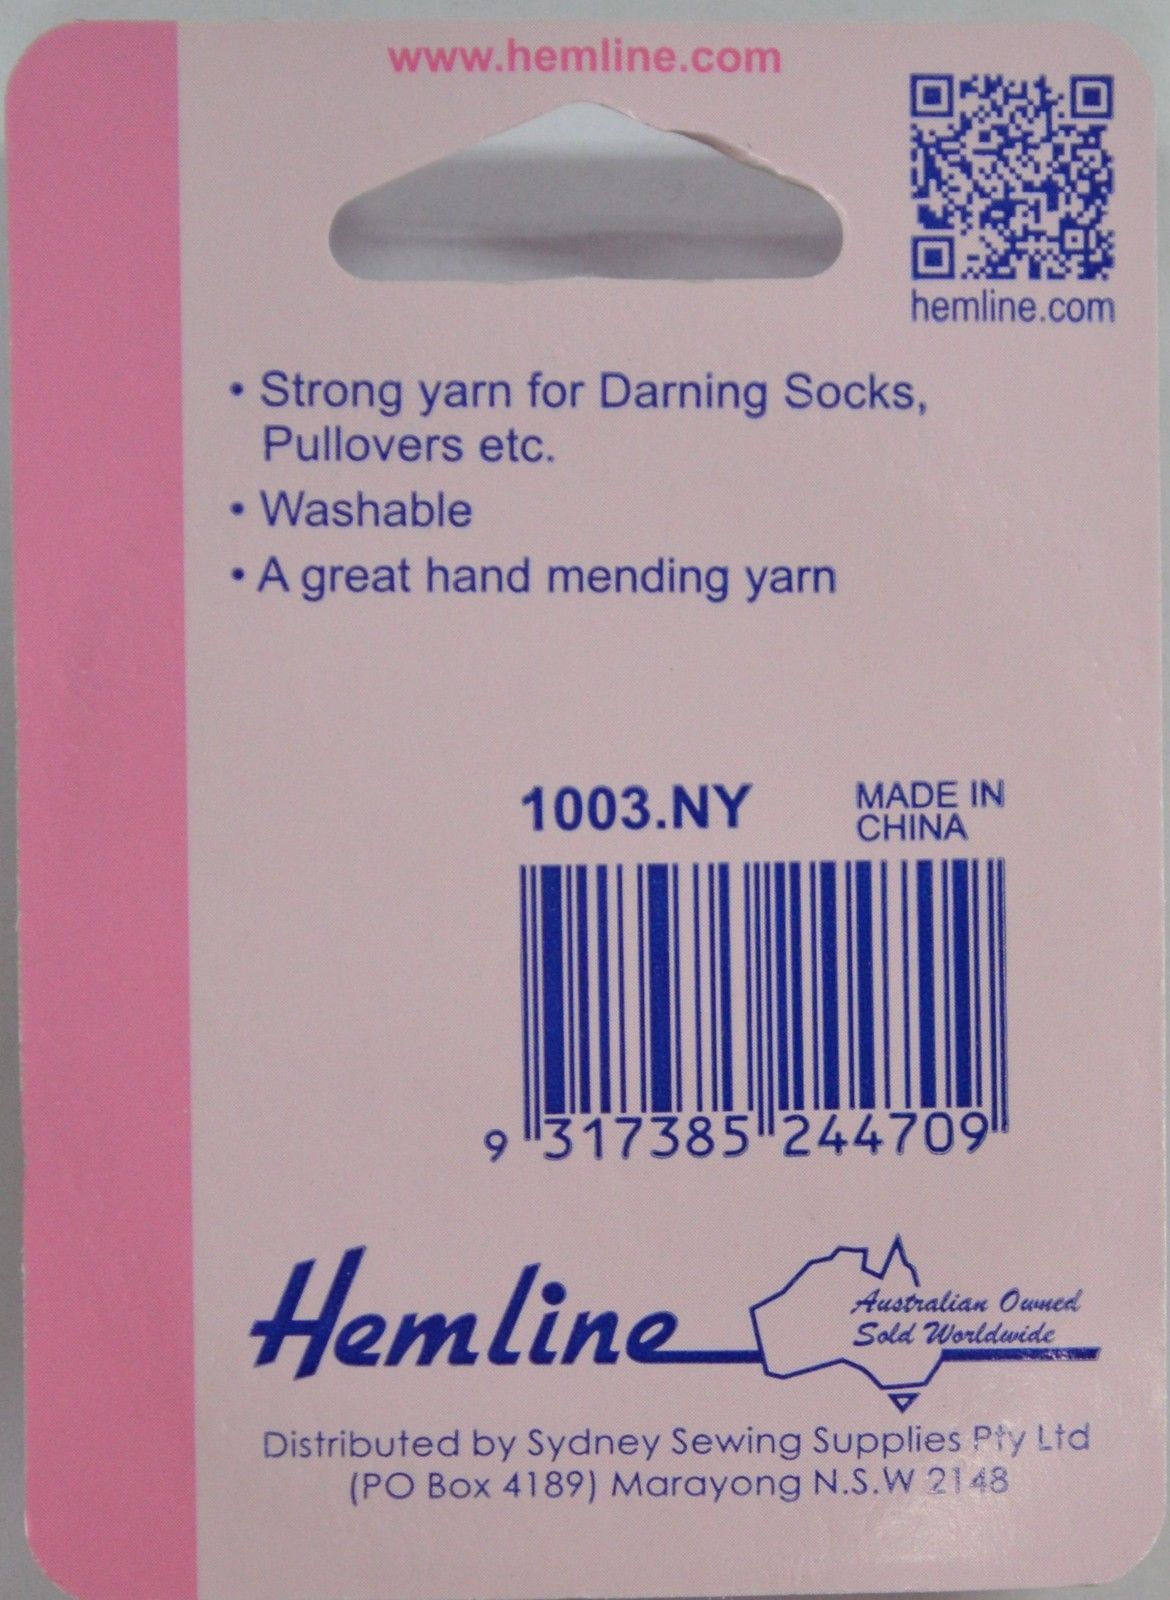 www.hemline.com
hemline.com
• Strong yarn for Darning Socks,
Pullovers etc.
• Washable
• A great hand mending yarn
1003.NY
MADE IN
CHINA
9 317385 244709
Hemline
Australian Owned
Sold Worldwide
Distributed by Sydney Sewing Supplies Pty Ltd
(PO Box 4189) Marayong N.S.W 2148